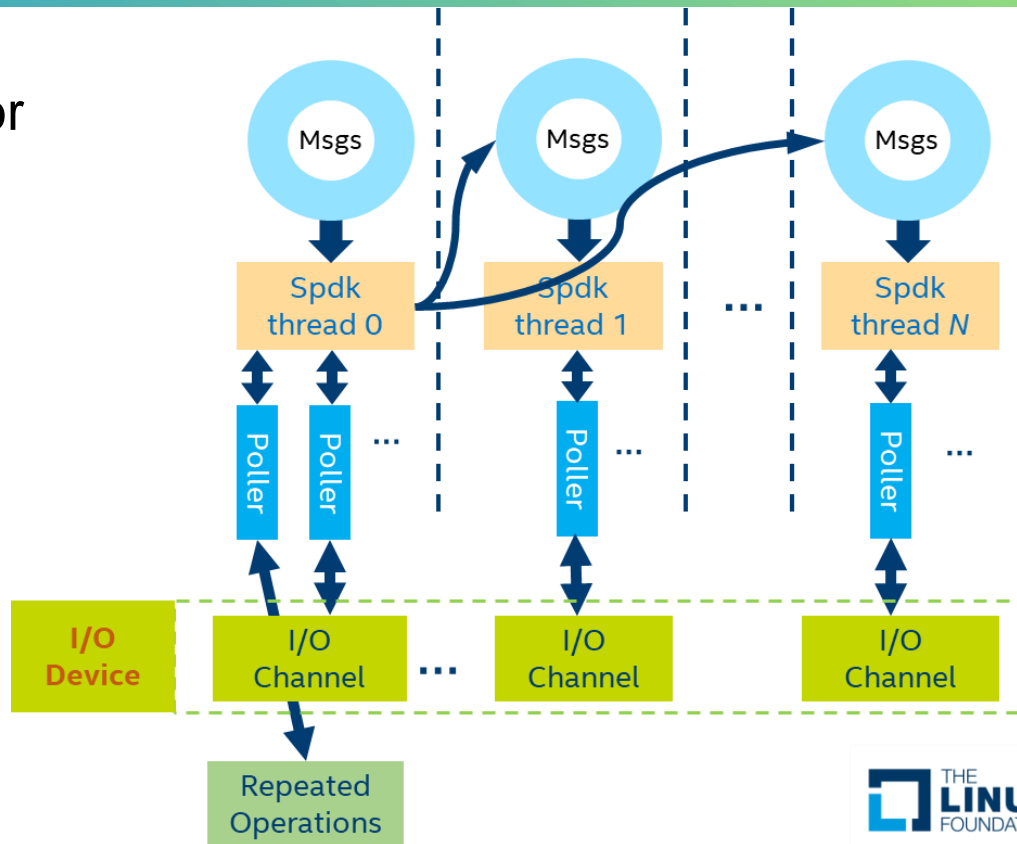 or
Msgs
Msgs
Msgs
Spdk
thread 0
Spdk
thread 1
...
Spdk
thread N
Poller
Poller
...
Poller
...
Poller
...
I/O
Device
I/O
Channel
...
I/O
Channel
I/O
Channel
Repeated
Operations
THE
LINU
FOUNDAT